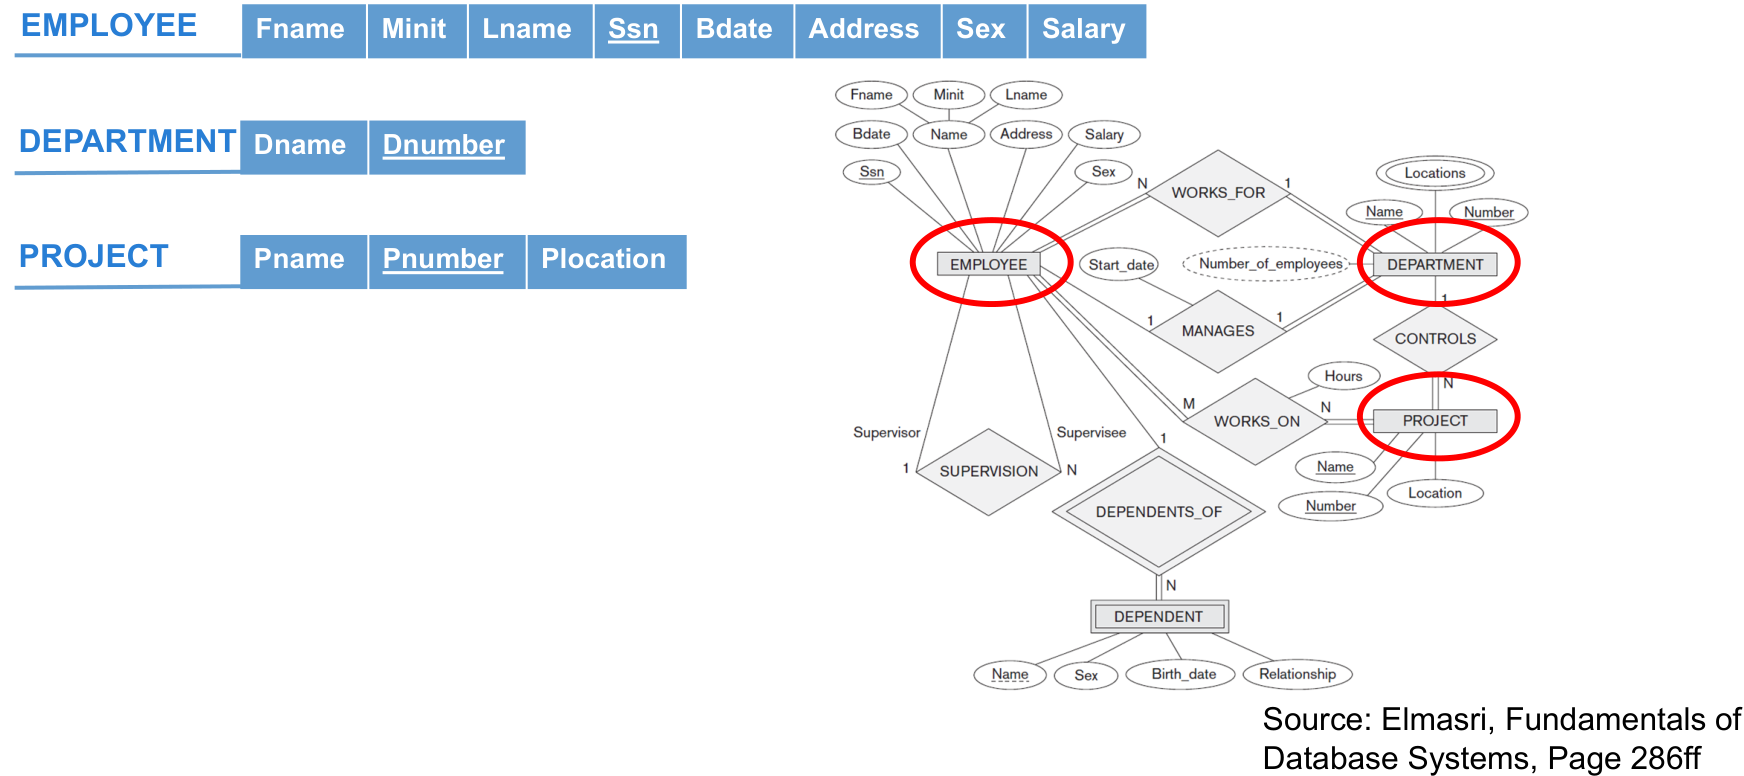 EMPLOYEE Fname Minit Lname Ssn Bdate Address Sex Salary
DEPARTMENT Dname Dnumber
PROJECT Pname Pnumber Plocation
Fname Minit Lname
Bdate Name Address Salary
Ssn Sex
N WORKS_FOR 1
Locations
Name Number
EMPLOYEE Start_date Number_of_employees DEPARTMENT
1 MANAGES 1
1
CONTROLS
N
Hours
M WORKS_ON N PROJECT
Name
Number Location
Supervisor Supervisee
1 SUPERVISION N
1
DEPENDENTS_OF
N
DEPENDENT
Name Sex Birth_date Relationship
Source: Elmasri, Fundamentals of
Database Systems, Page 286ff